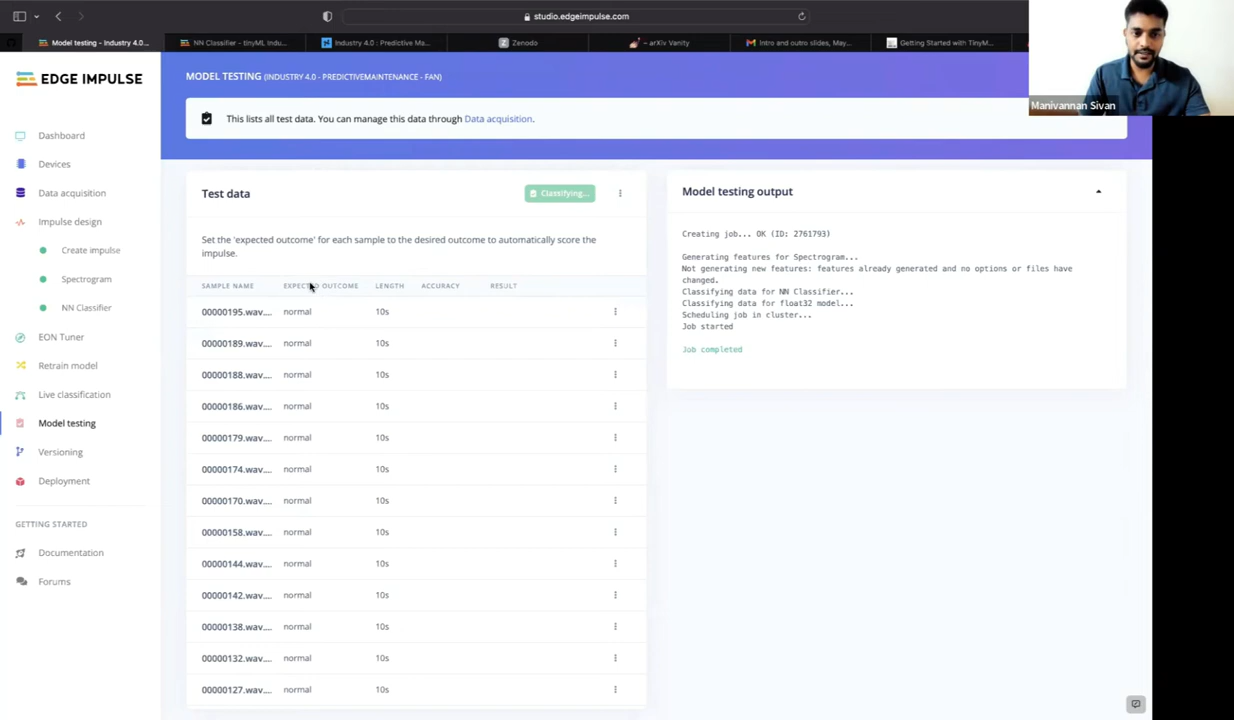 studio.edgeimpulse.com
Model testing - Industry 4.0...
NN Classifier - tinyML Indu...
Industry 4.0 : Predictive Ma...
Zenodo
– arXiv Vanity
Intro and outro slides, May...
Getting Started with TinyM...
Manivannan Sivan
EDGE IMPULSE
Dashboard
Devices
Data acquisition
Impulse design
Create impulse
Spectrogram
NN Classifier
EON Tuner
Retrain model
Live classification
Model testing
Versioning
Deployment
GETTING STARTED
Documentation
Forums
MODEL TESTING (INDUSTRY 4.0 - PREDICTIVEMAINTENANCE - FAN)
This lists all test data. You can manage this data through Data acquisition.
Test data
Classifying...
Set the 'expected outcome' for each sample to the desired outcome to automatically score the
impulse.
SAMPLE NAME EXPECTED OUTCOME LENGTH ACCURACY RESULT
00000195.wav.... normal 10s
00000189.wav.... normal 10s
00000188.wav.... normal 10s
00000186.wav.... normal 10s
00000179.wav.... normal 10s
00000174.wav.... normal 10s
00000170.wav.... normal 10s
00000158.wav.... normal 10s
00000144.wav.... normal 10s
00000142.wav.... normal 10s
00000138.wav.... normal 10s
00000132.wav.... normal 10s
00000127.wav.... normal 10s
Model testing output
Creating job... OK (ID: 2761793)
Generating features for Spectrogram...
Not generating new features: features already generated and no options or files have
changed.
Classifying data for NN Classifier...
Classifying data for float32 model...
Scheduling job in cluster...
Job started
Job completed